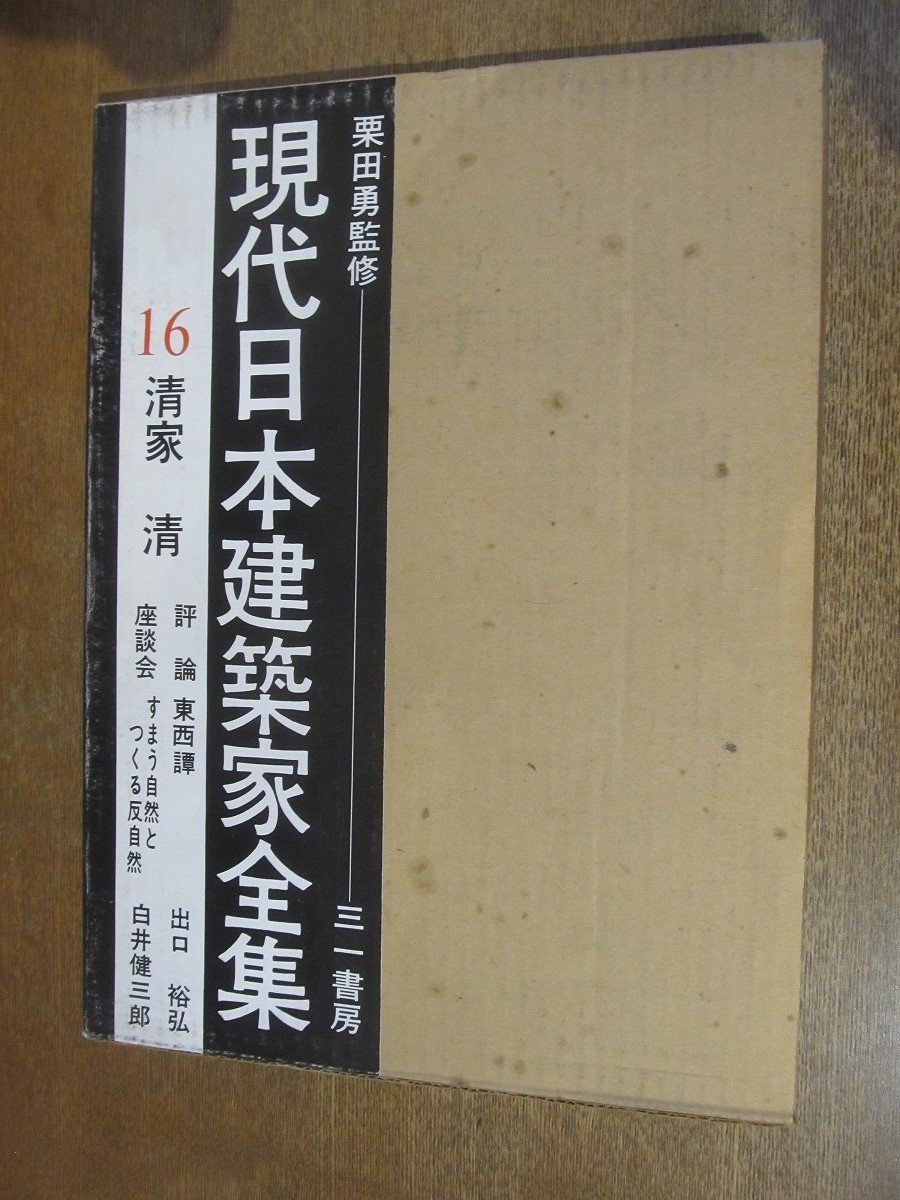 栗田勇監修――三一書房
現代日本建築家全集
16 清家 清
評論 東西譚 出口 裕弘
座談会 すまう自然と
つくる反自然 白井健三郎